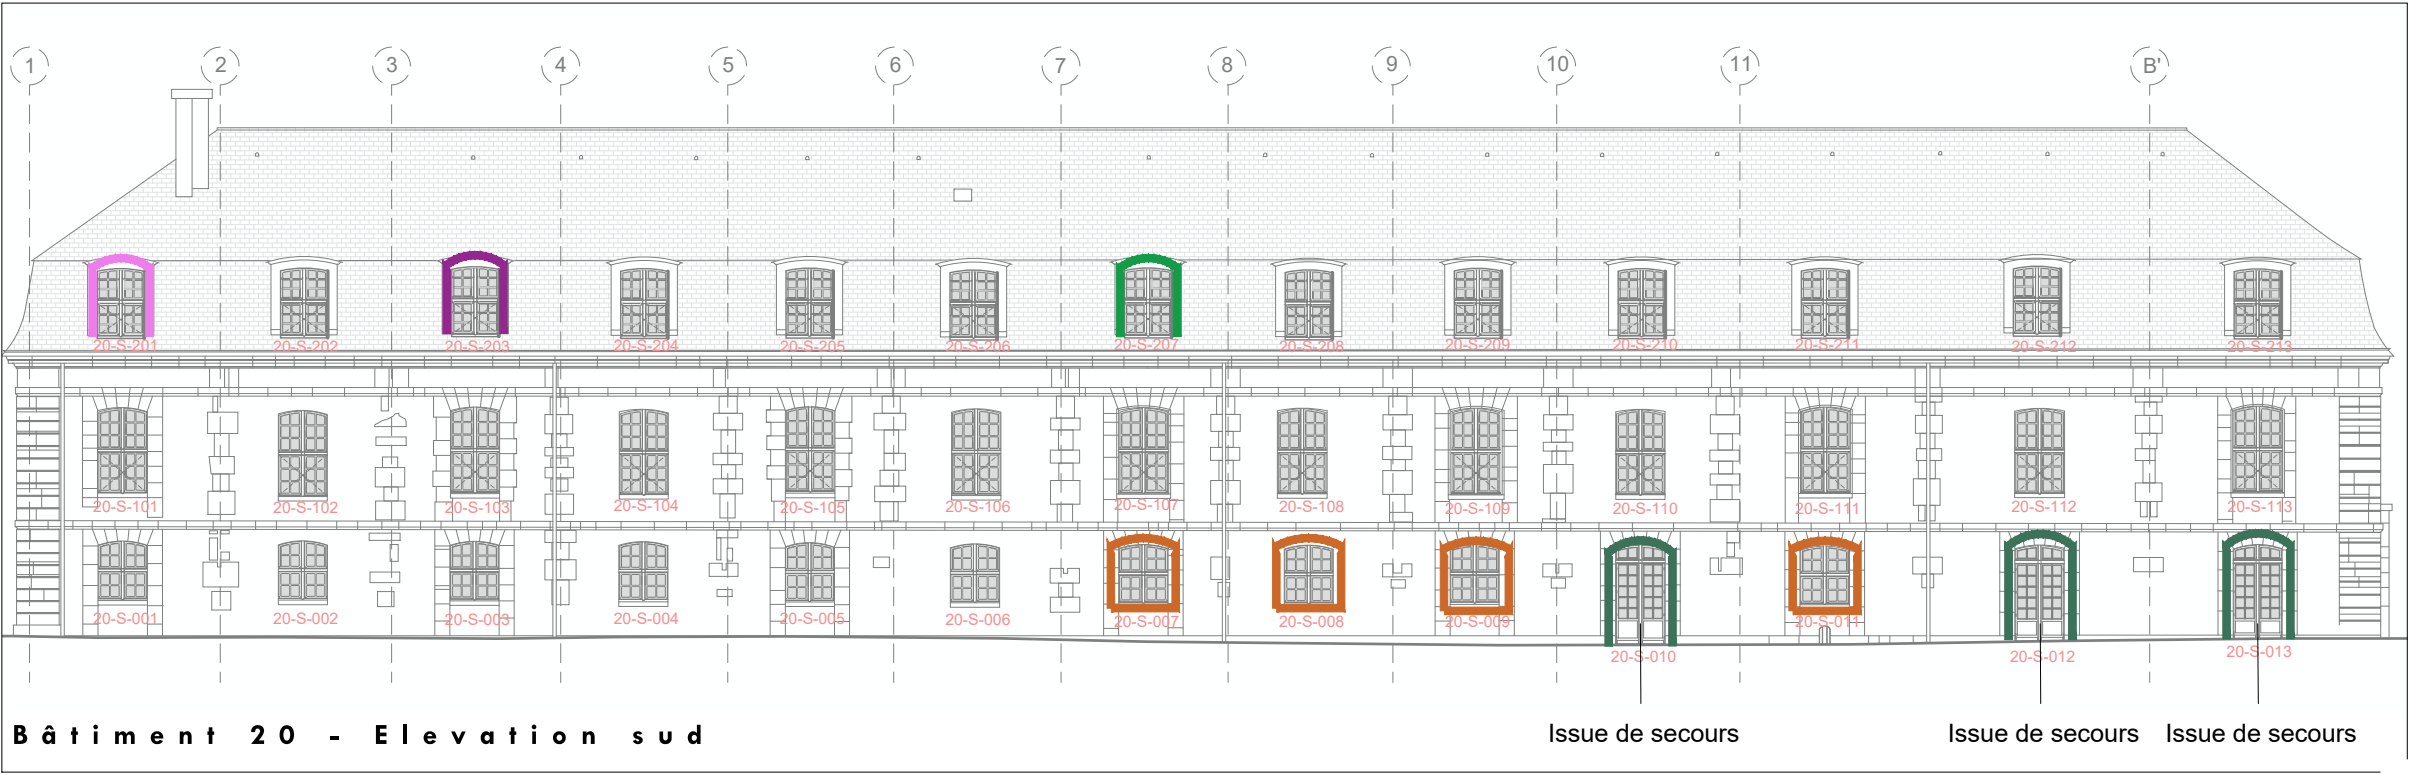 1 2 3 4 5 6 7 8 9 10 11 B'
20-S-201 20-S-202 20-S-203 20-S-204 20-S-205 20-S-206 20-S-207 20-S-208 20-S-209 20-S-210 20-S-211 20-S-212 20-S-213
20-S-101 20-S-102 20-S-103 20-S-104 20-S-105 20-S-106 20-S-107 20-S-108 20-S-109 20-S-110 20-S-111 20-S-112 20-S-113
20-S-001 20-S-002 20-S-003 20-S-004 20-S-005 20-S-006 20-S-007 20-S-008 20-S-009 20-S-011
20-S-010 20-S-012 20-S-013
Bâtiment 20 - Elevation sud
Issue de secours Issue de secours Issue de secours